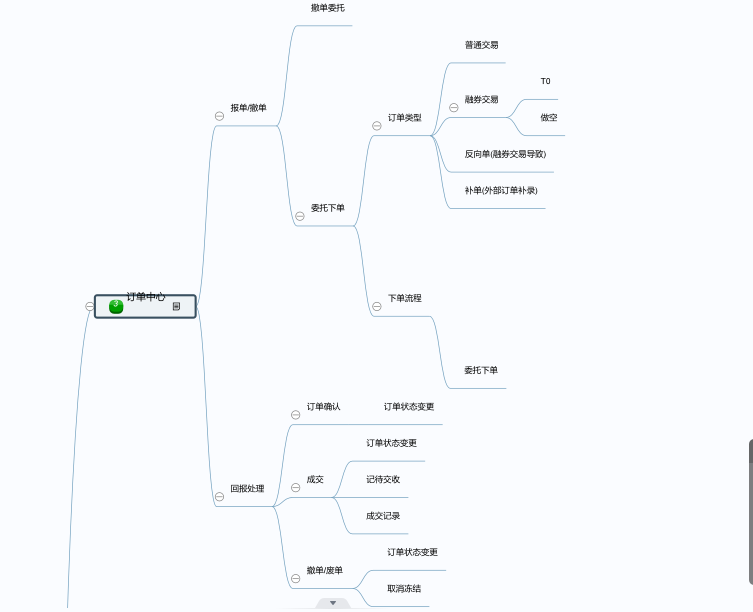 撤单委托
普通交易
T0
融券交易
报单/撤单
订单类型
做空
反向单(融券交易导致)
补单(外部订单补录)
委托下单
订单中心
3
下单流程
委托下单
订单确认
订单状态变更
订单状态变更
成交
记待交收
回报处理
成交记录
订单状态变更
撤单/废单
取消冻结